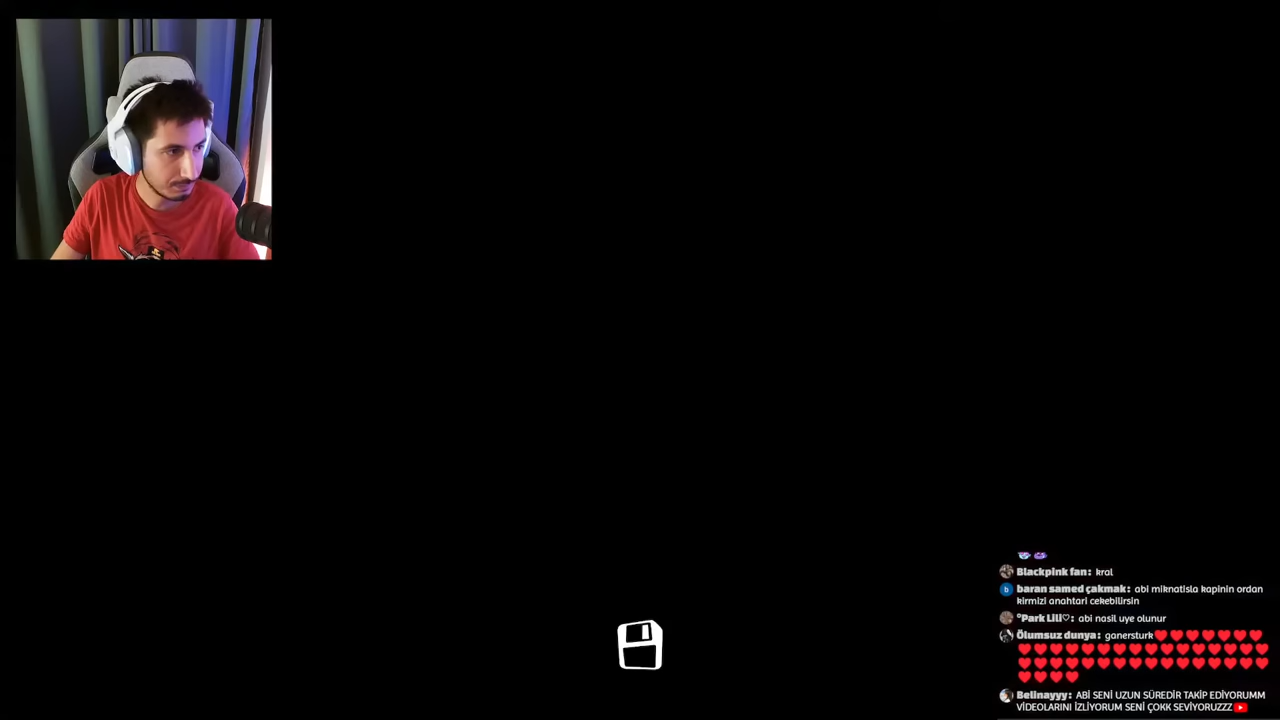 Blackpink fan: kral
baran samed çakmak: abi miknatisla kapinin ordan
kirmizi anahtari cekebilirsin
°Park Lili♡: abi nasil uye olunur
Ölumsuz dunya: ganersturk❤❤❤❤❤❤❤
❤❤❤❤❤❤❤❤❤❤❤❤❤❤❤❤
❤❤❤❤❤❤❤❤❤❤❤❤❤❤❤❤
❤❤❤❤
Belinayyy: ABİ SENİ UZUN SÜREDİR TAKİP EDİYORUMM
VİDEOLARINI İZLİYORUM SENİ ÇOKK SEVİYORUZZZ